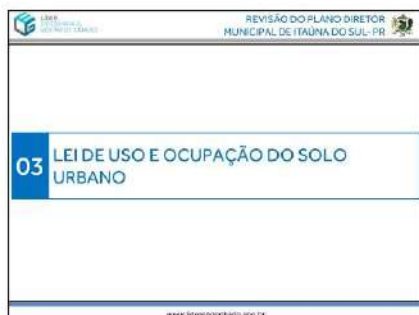 REVISÃO DO PLANO DIRETOR
MUNICIPAL DE ITAÚNA DO SUL- PR
03
LEI DE USO E OCUPAÇÃO DO SOLO
URBANO